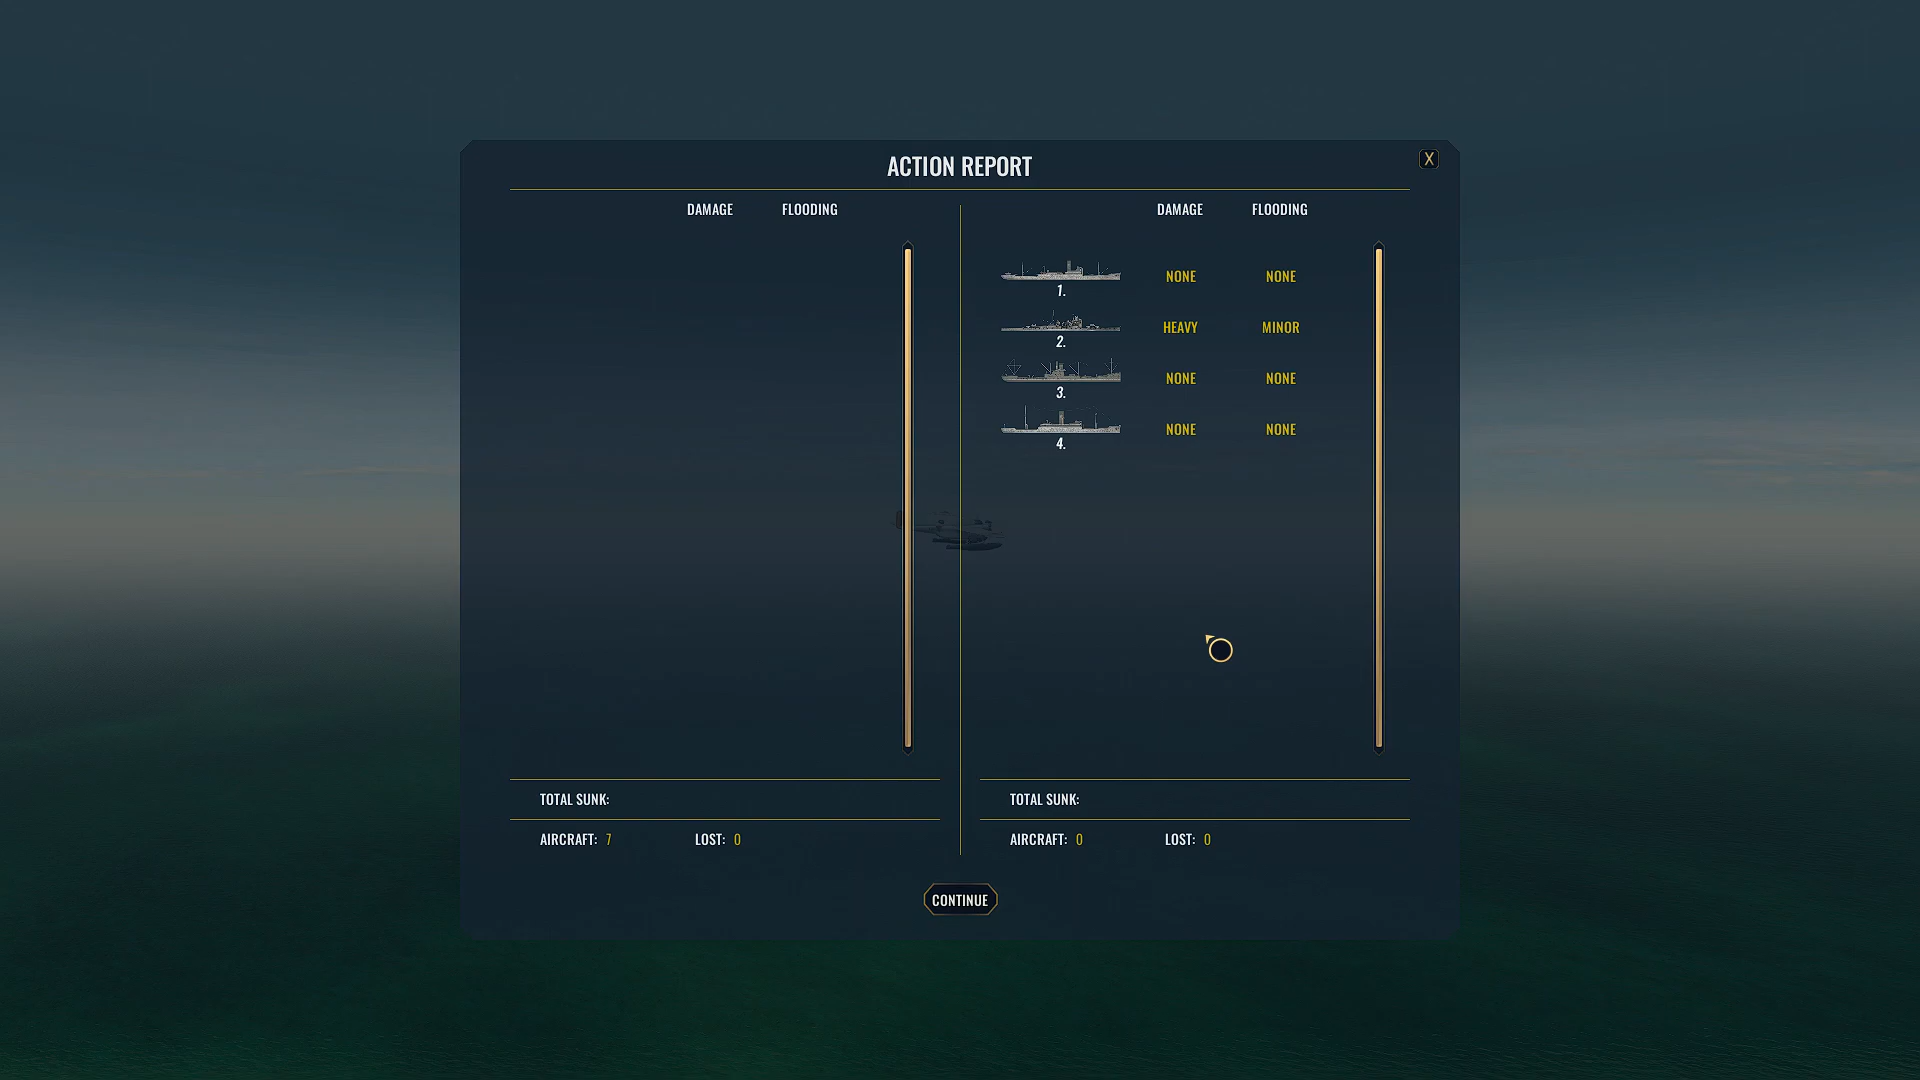 ACTION REPORT
X
DAMAGE FLOODING
DAMAGE FLOODING
NONE NONE
1.
HEAVY MINOR
2.
NONE NONE
3.
NONE NONE
4.
TOTAL SUNK:
AIRCRAFT: 7 LOST: 0
TOTAL SUNK:
AIRCRAFT: 0 LOST: 0
CONTINUE